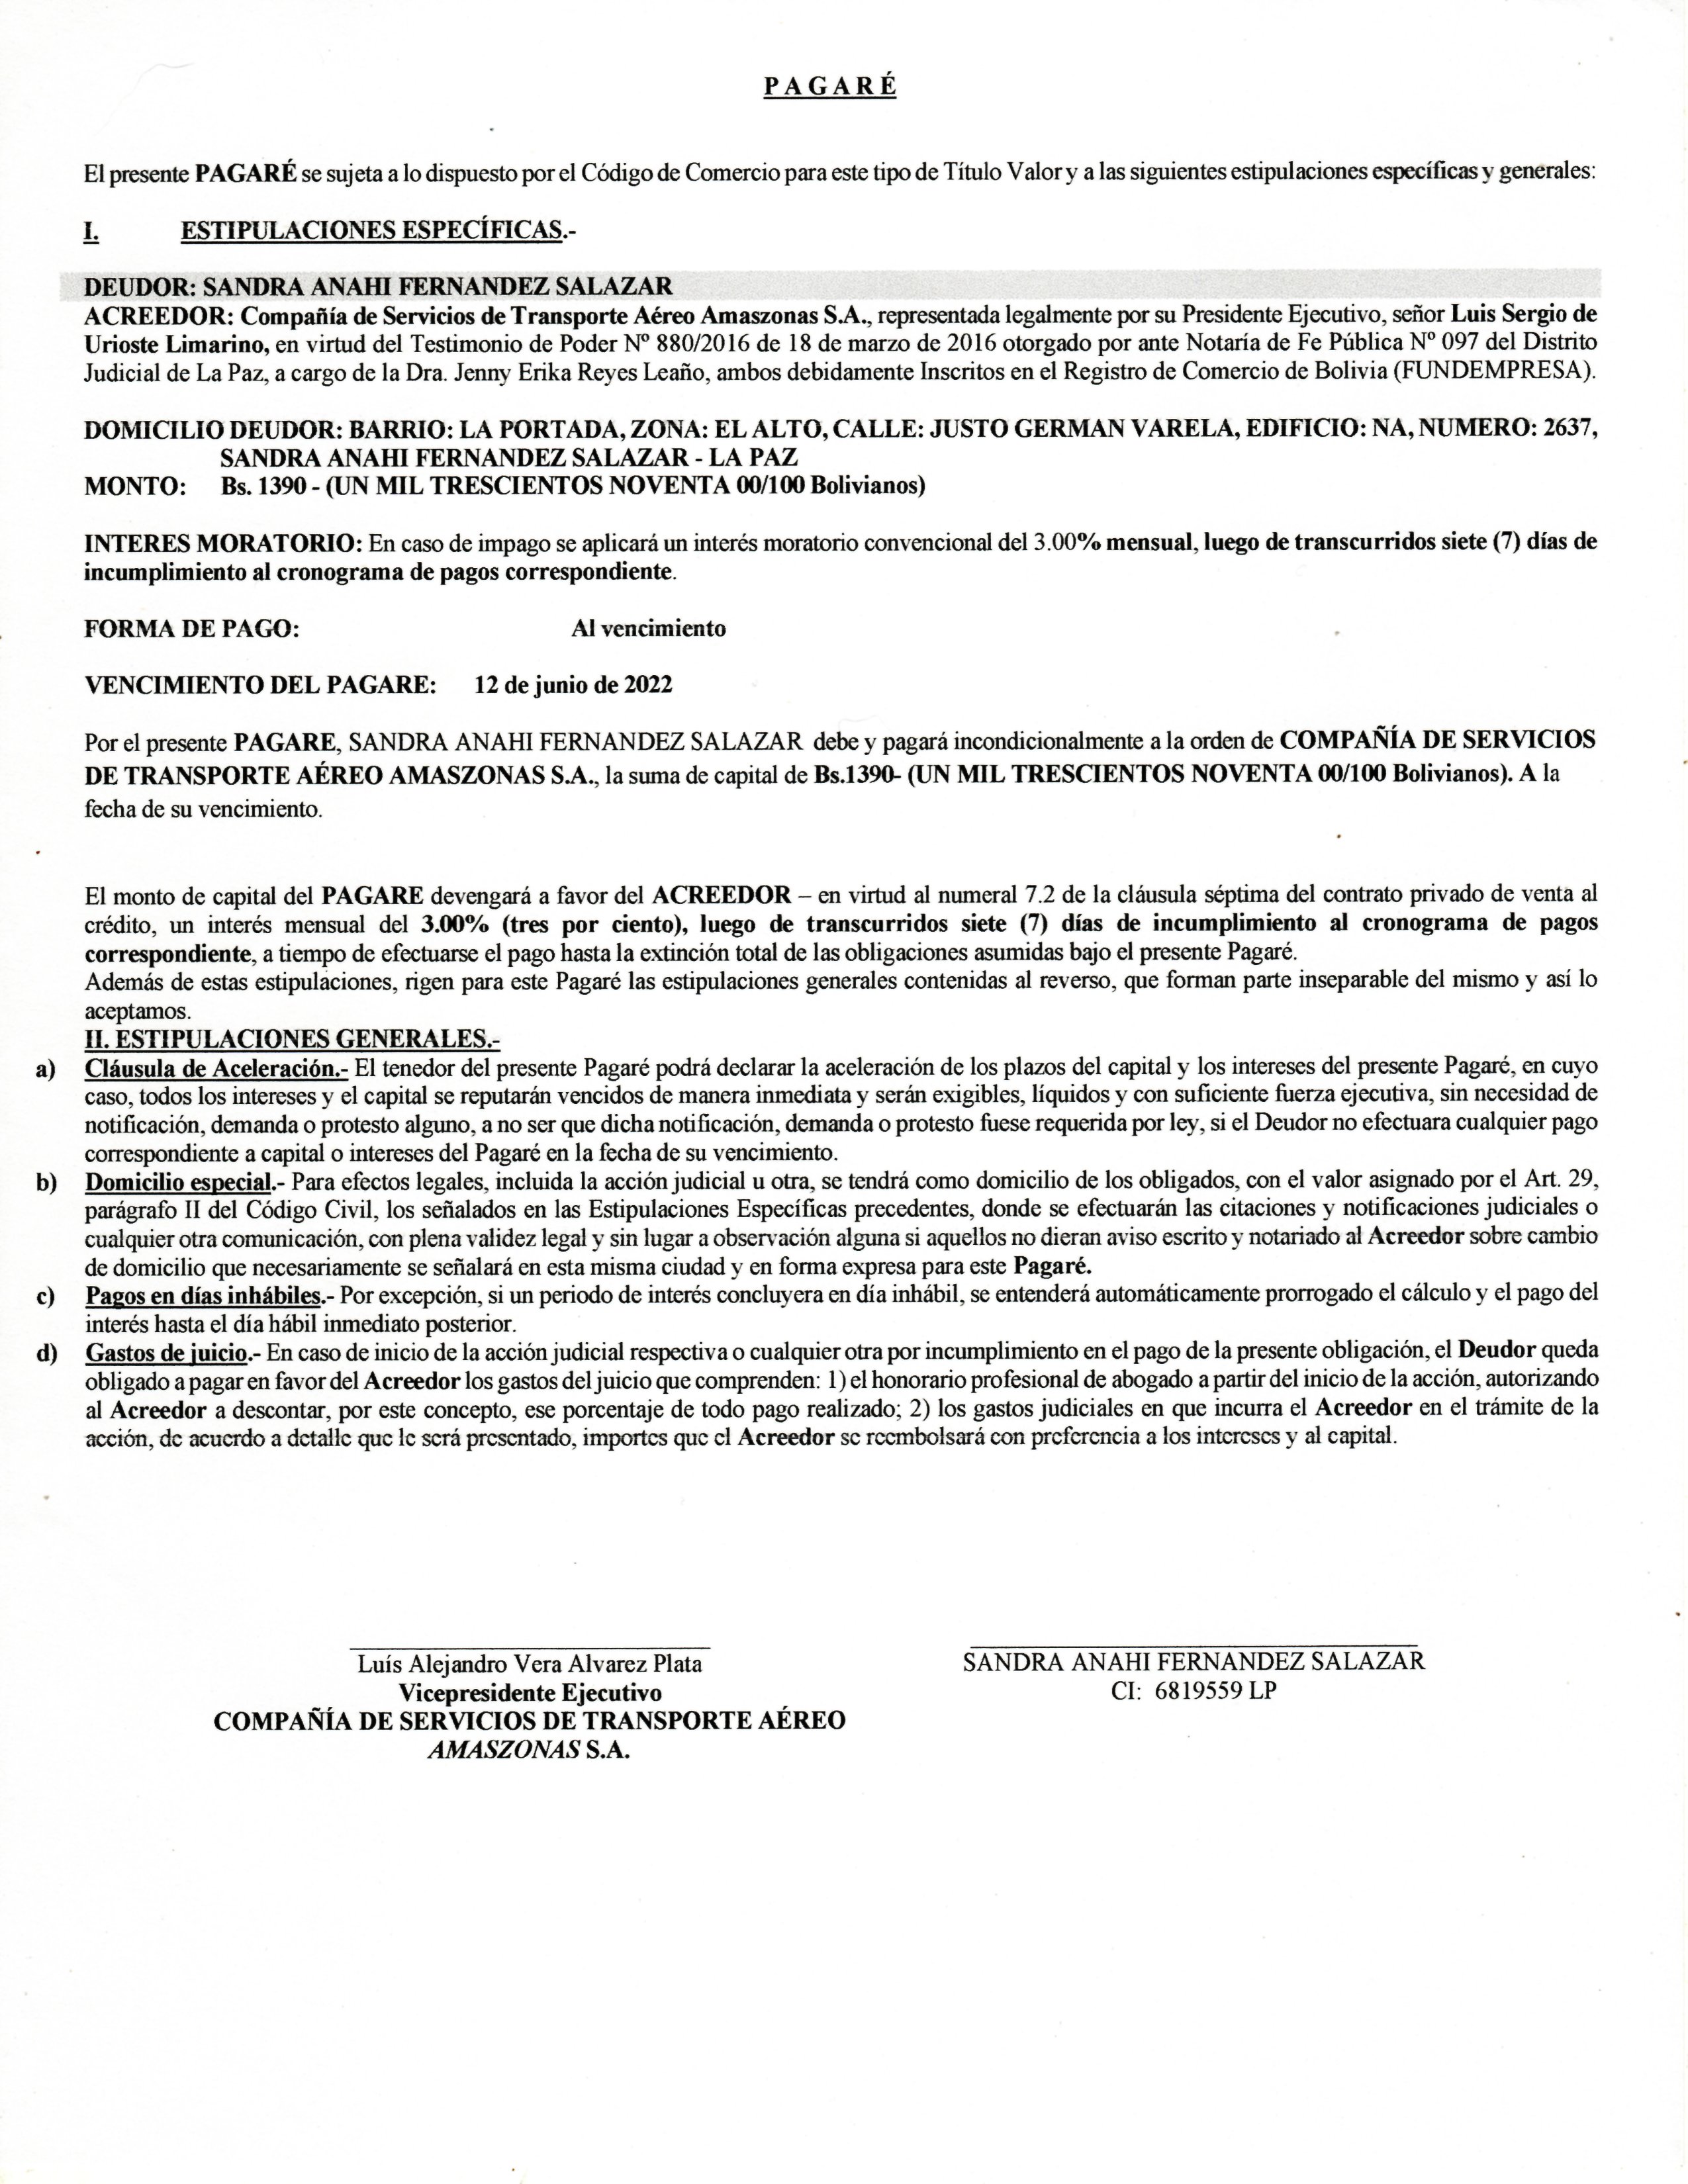 PAGARÉ
El presente PAGARÉ se sujeta a lo dispuesto por el Código de Comercio para este tipo de Título Valor y a las siguientes estipulaciones específicas y generales:
I. ESTIPULACIONES ESPECÍFICAS.-
DEUDOR: SANDRA ANAHI FERNANDEZ SALAZAR
ACREEDOR: Compañía de Servicios de Transporte Aéreo Amaszonas S.A., representada legalmente por su Presidente Ejecutivo, señor Luis Sergio de
Urioste Limarino, en virtud del Testimonio de Poder Nº 880/2016 de 18 de marzo de 2016 otorgado por ante Notaría de Fe Pública Nº 097 del Distrito
Judicial de La Paz, a cargo de la Dra. Jenny Erika Reyes Leaño, ambos debidamente Inscritos en el Registro de Comercio de Bolivia (FUNDEMPRESA).
DOMICILIO DEUDOR: BARRIO: LA PORTADA, ZONA: EL ALTO, CALLE: JUSTO GERMAN VARELA, EDIFICIO: NA, NUMERO: 2637,
SANDRA ANAHI FERNANDEZ SALAZAR - LA PAZ
MONTO: Bs. 1390 - (UN MIL TRESCIENTOS NOVENTA 00/100 Bolivianos)
INTERES MORATORIO: En caso de impago se aplicará un interés moratorio convencional del 3.00% mensual, luego de transcurridos siete (7) días de
incumplimiento al cronograma de pagos correspondiente.
FORMA DE PAGO: Al vencimiento
VENCIMIENTO DEL PAGARE: 12 de junio de 2022
Por el presente PAGARE, SANDRA ANAHI FERNANDEZ SALAZAR debe y pagará incondicionalmente a la orden de COMPAÑÍA DE SERVICIOS
DE TRANSPORTE AÉREO AMASZONAS S.A., la suma de capital de Bs.1390- (UN MIL TRESCIENTOS NOVENTA 00/100 Bolivianos). A la
fecha de su vencimiento.
El monto de capital del PAGARE devengará a favor del ACREEDOR – en virtud al numeral 7.2 de la cláusula séptima del contrato privado de venta al
crédito, un interés mensual del 3.00% (tres por ciento), luego de transcurridos siete (7) días de incumplimiento al cronograma de pagos
correspondiente, a tiempo de efectuarse el pago hasta la extinción total de las obligaciones asumidas bajo el presente Pagaré.
Además de estas estipulaciones, rigen para este Pagaré las estipulaciones generales contenidas al reverso, que forman parte inseparable del mismo y así lo
aceptamos.
II. ESTIPULACIONES GENERALES.-
a) Cláusula de Aceleración.- El tenedor del presente Pagaré podrá declarar la aceleración de los plazos del capital y los intereses del presente Pagaré, en cuyo
caso, todos los intereses y el capital se reputarán vencidos de manera inmediata y serán exigibles, líquidos y con suficiente fuerza ejecutiva, sin necesidad de
notificación, demanda o protesto alguno, a no ser que dicha notificación, demanda o protesto fuese requerida por ley, si el Deudor no efectuara cualquier pago
correspondiente a capital o intereses del Pagaré en la fecha de su vencimiento.
b) Domicilio especial.- Para efectos legales, incluida la acción judicial u otra, se tendrá como domicilio de los obligados, con el valor asignado por el Art. 29,
parágrafo II del Código Civil, los señalados en las Estipulaciones Específicas precedentes, donde se efectuarán las citaciones y notificaciones judiciales o
cualquier otra comunicación, con plena validez legal y sin lugar a observación alguna si aquellos no dieran aviso escrito y notariado al Acreedor sobre cambio
de domicilio que necesariamente se señalará en esta misma ciudad y en forma expresa para este Pagaré.
c) Pagos en días inhábiles.- Por excepción, si un periodo de interés concluyera en día inhábil, se entenderá automáticamente prorrogado el cálculo y el pago del
interés hasta el día hábil inmediato posterior.
d) Gastos de juicio.- En caso de inicio de la acción judicial respectiva o cualquier otra por incumplimiento en el pago de la presente obligación, el Deudor queda
obligado a pagar en favor del Acreedor los gastos del juicio que comprenden: 1) el honorario profesional de abogado a partir del inicio de la acción, autorizando
al Acreedor a descontar, por este concepto, ese porcentaje de todo pago realizado; 2) los gastos judiciales en que incurra el Acreedor en el trámite de la
acción, de acuerdo a detalle que le será presentado, importes que el Acreedor se reembolsará con preferencia a los intereses y al capital.
Luís Alejandro Vera Alvarez Plata
Vicepresidente Ejecutivo
COMPAÑÍA DE SERVICIOS DE TRANSPORTE AÉREO
AMASZONAS S.A.
SANDRA ANAHI FERNANDEZ SALAZAR
CI: 6819559 LP